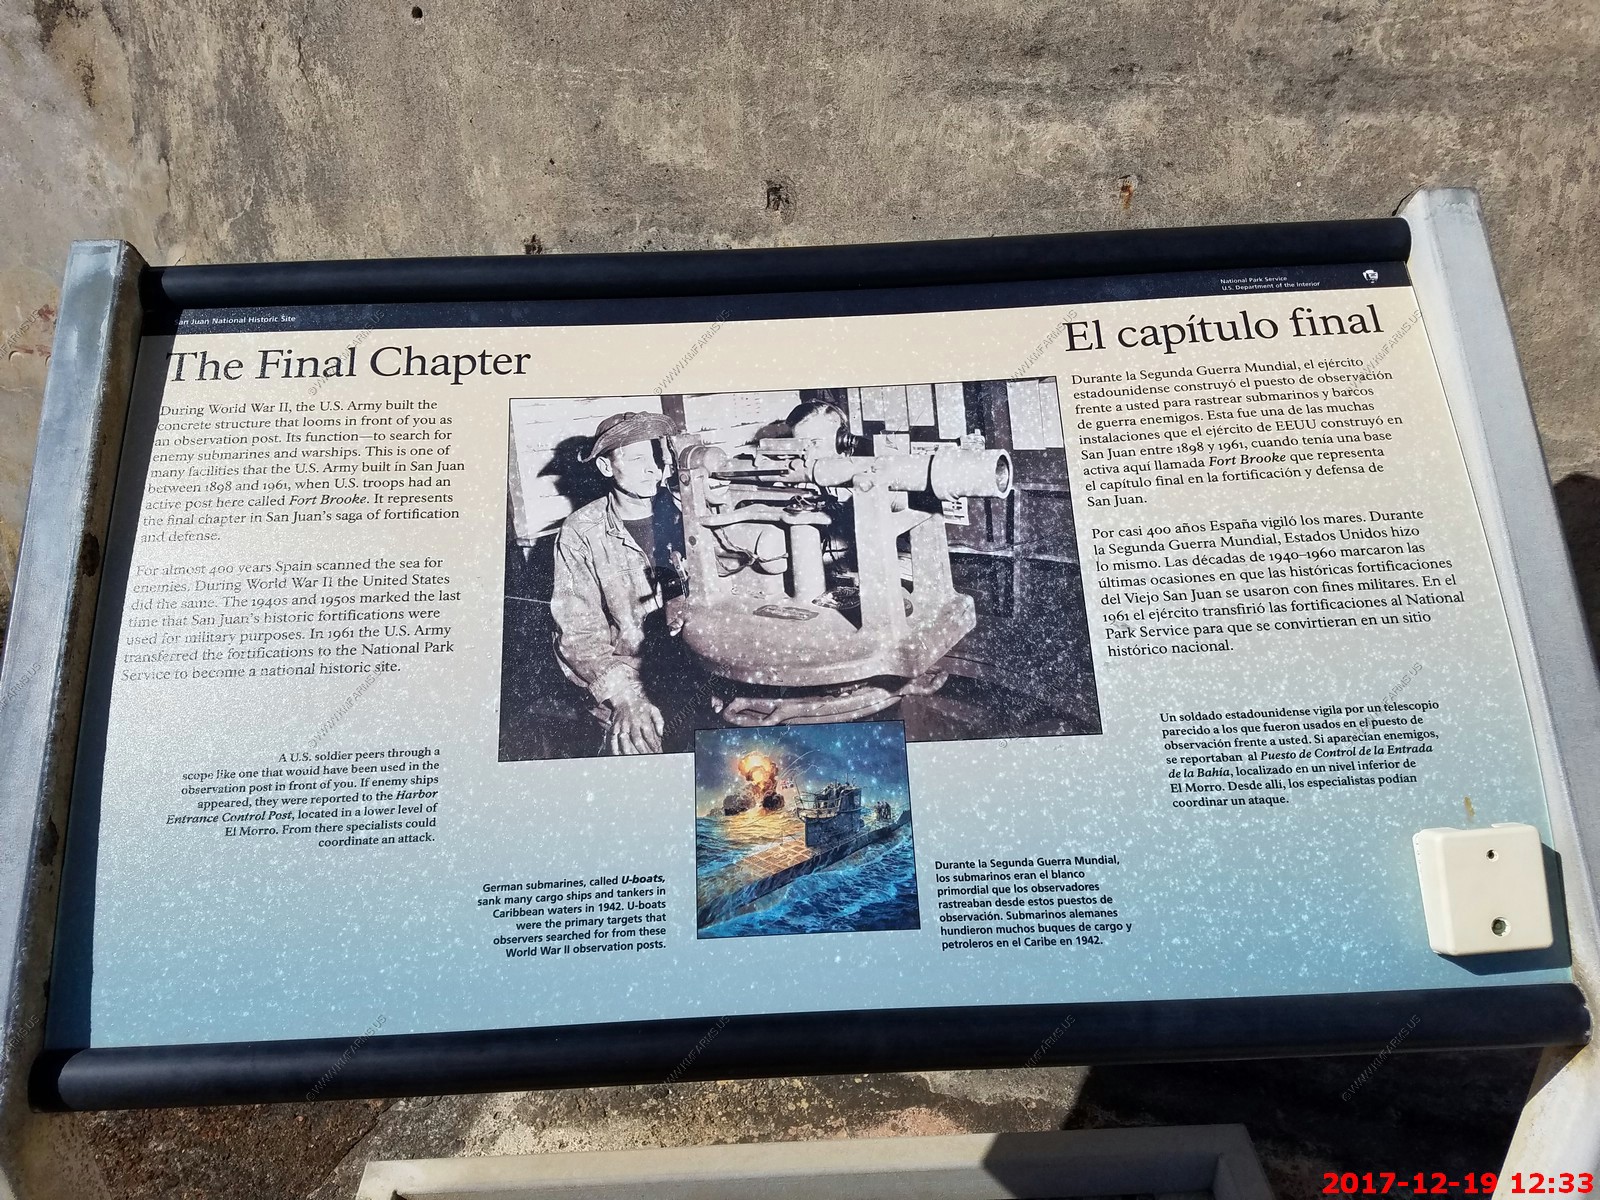 San Juan National Historic Site
National Park Service
U.S. Department of the Interior
The Final Chapter
During World War II, the U.S. Army built the
concrete structure that looms in front of you as
an observation post. Its function—to search for
enemy submarines and warships. This is one of
many facilities that the U.S. Army built in San Juan
between 1898 and 1961, when U.S. troops had an
active post here called Fort Brooke. It represents
the final chapter in San Juan's saga of fortification
and defense.
For almost 400 years Spain scanned the sea for
enemies. During World War II the United States
did the same. The 1940s and 1950s marked the last
time that San Juan's historic fortifications were
used for military purposes. In 1961 the U.S. Army
transferred the fortifications to the National Park
Service to become a national historic site.
A U.S. soldier peers through a
scope like one that would have been used in the
observation post in front of you. If enemy ships
appeared, they were reported to the Harbor
Entrance Control Post, located in a lower level of
El Morro. From there specialists could
coordinate an attack.
German submarines, called U-boats,
sank many cargo ships and tankers in
Caribbean waters in 1942. U-boats
were the primary targets that
observers searched for from these
World War II observation posts.
El capítulo final
Durante la Segunda Guerra Mundial, el ejército
estadounidense construyó el puesto de observación
frente a usted para rastrear submarinos y barcos
de guerra enemigos. Esta fue una de las muchas
instalaciones que el ejército de EEUU construyó en
San Juan entre 1898 y 1961, cuando tenía una base
activa aquí llamada Fort Brooke que representa
el capítulo final en la fortificación y defensa de
San Juan.
Por casi 400 años España vigiló los mares. Durante
la Segunda Guerra Mundial, Estados Unidos hizo
lo mismo. Las décadas de 1940–1960 marcaron las
últimas ocasiones en que las históricas fortificaciones
del Viejo San Juan se usaron con fines militares. En el
1961 el ejército transfirió las fortificaciones al National
Park Service para que se convirtieran en un sitio
histórico nacional.
Un soldado estadounidense vigila por un telescopio
parecido a los que fueron usados en el puesto de
observación frente a usted. Si aparecían enemigos,
se reportaban al Puesto de Control de la Entrada
de la Bahía, localizado en un nivel inferior de
El Morro. Desde allí, los especialistas podían
coordinar un ataque.
Durante la Segunda Guerra Mundial,
los submarinos eran el blanco
primordial que los observadores
rastreaban desde estos puestos de
observación. Submarinos alemanes
hundieron muchos buques de cargo y
petroleros en el Caribe en 1942.
©WWW.KMFARMS.US
2017-12-19 12:33